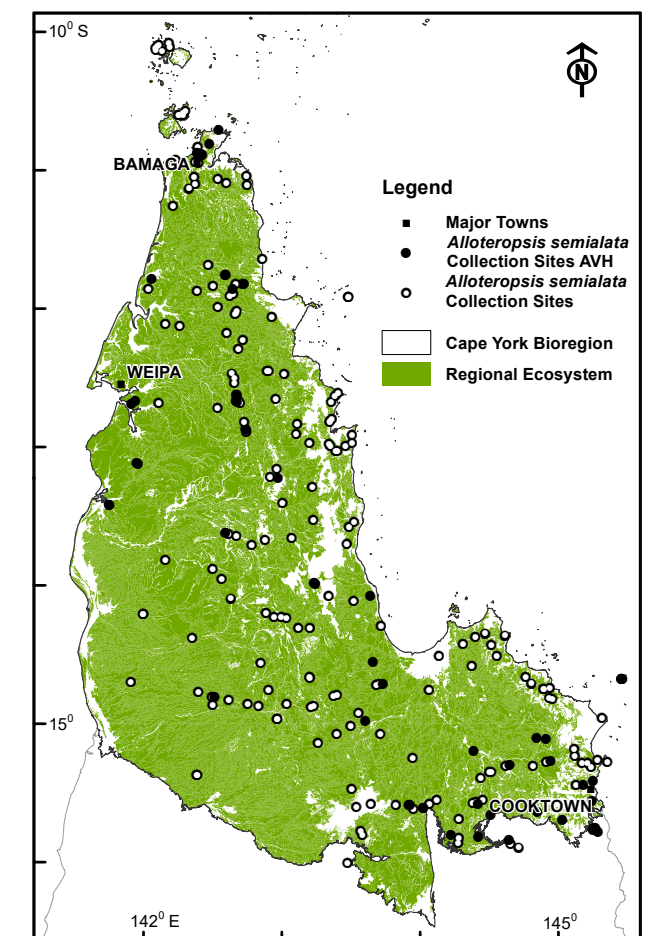 10⁰ S
N
BAMAGA
Legend
Major Towns
Alloteropsis semialata
Collection Sites AVH
Alloteropsis semialata
Collection Sites
Cape York Bioregion
WEIPA
Regional Ecosystem
15⁰
COOKTOWN
142⁰ E
145⁰